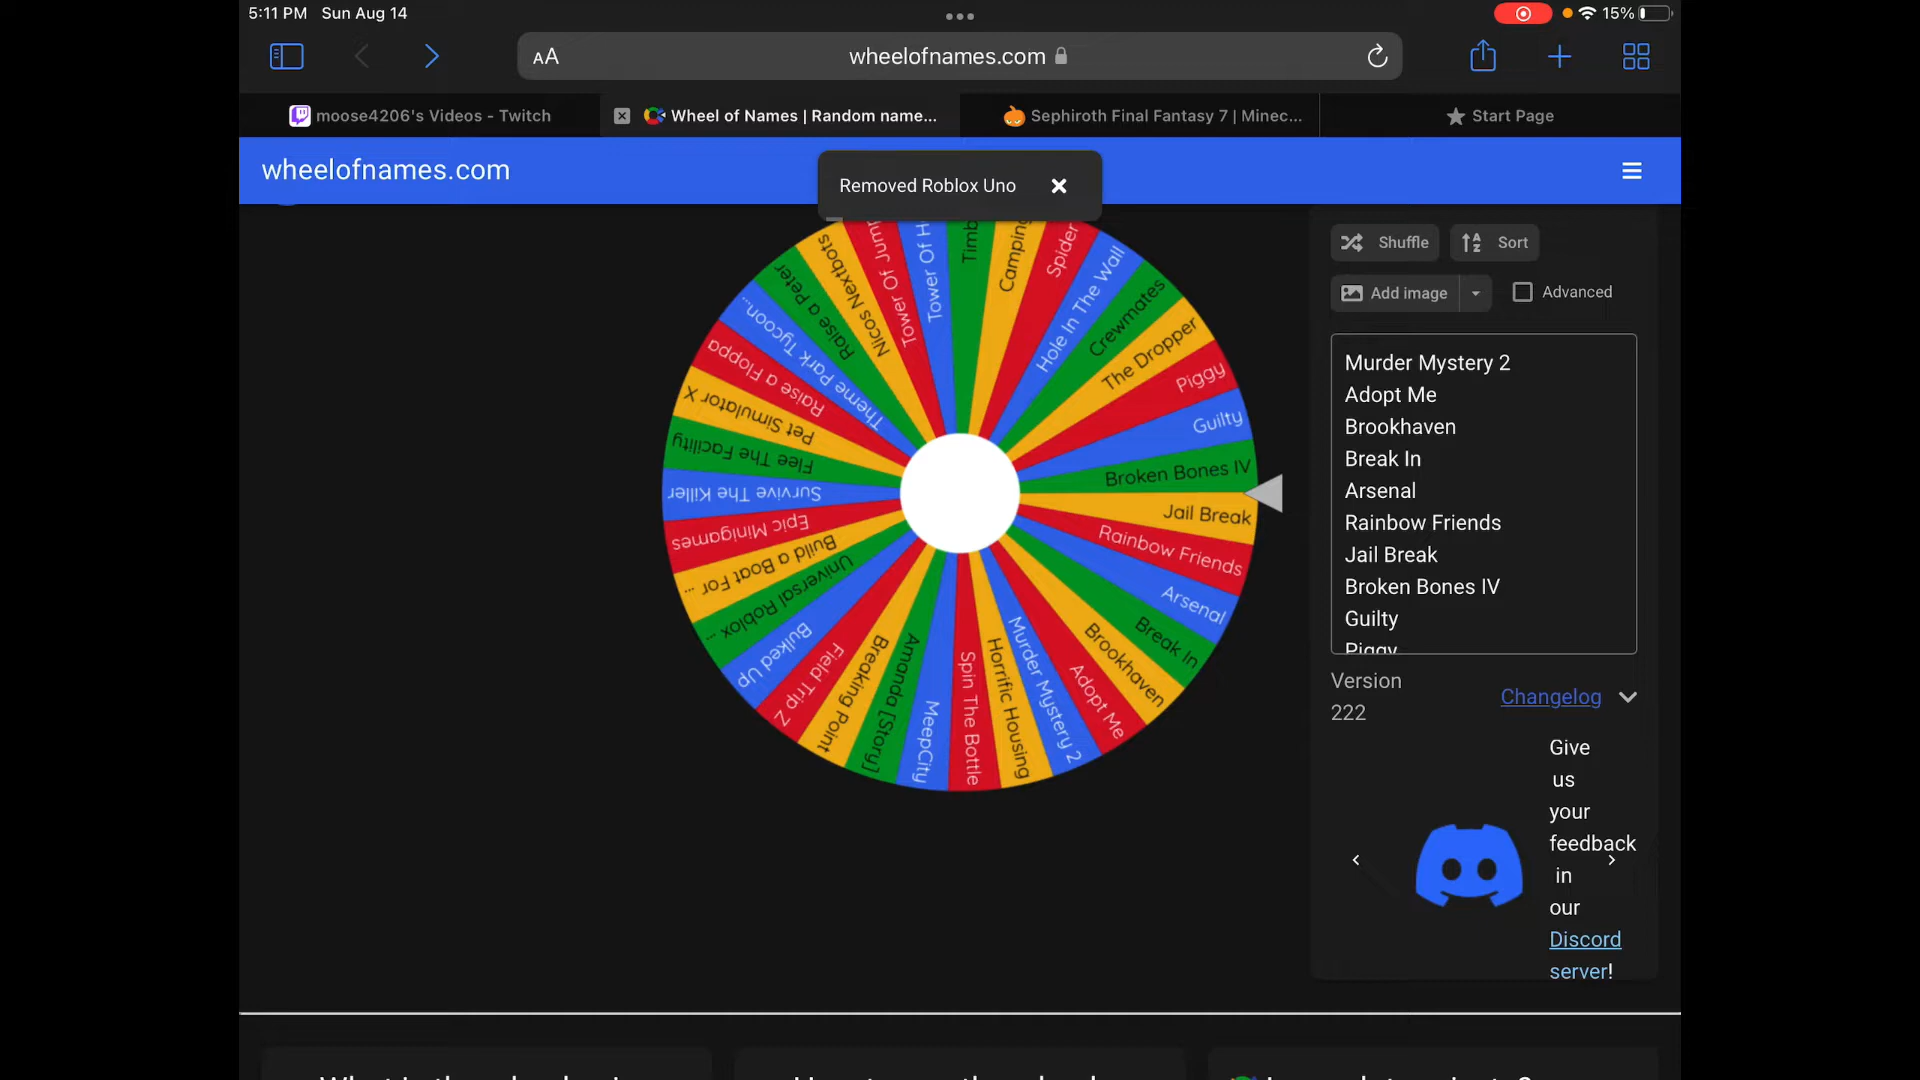 5:11 PM Sun Aug 14
15%
AA
wheelofnames.com
moose4206's Videos - Twitch
Wheel of Names | Random name...
Sephiroth Final Fantasy 7 | Minec...
Start Page
wheelofnames.com
Removed Roblox Uno
Shuffle
Sort
Add image
Advanced
Murder Mystery 2
Adopt Me
Brookhaven
Break In
Arsenal
Rainbow Friends
Jail Break
Broken Bones IV
Guilty
Piggy
Version
222
Changelog
Give
us
your
feedback
in
our
Discord
server!
Camping
Spider
Hole In The Wall
Crewmates
The Dropper
Piggy
Guilty
Broken Bones IV
Jail Break
Rainbow Friends
Arsenal
Break In
Brookhaven
Adopt Me
Murder Mystery 2
Horrific Housing
Spin The Bottle
MeepCity
Amanda [Story]
Breaking Point
Field Trip Z
Bulked Up
Universal Roblox ...
Build a Boat For ...
Epic Minigames
Survive The Killer
Flee The Facility
Pet Simulator X
Raise a Floppa
Theme Park Tycoon...
Raise a Peter
Nicos Nextbots
Tower Of Jump
Tower Of H
Timb